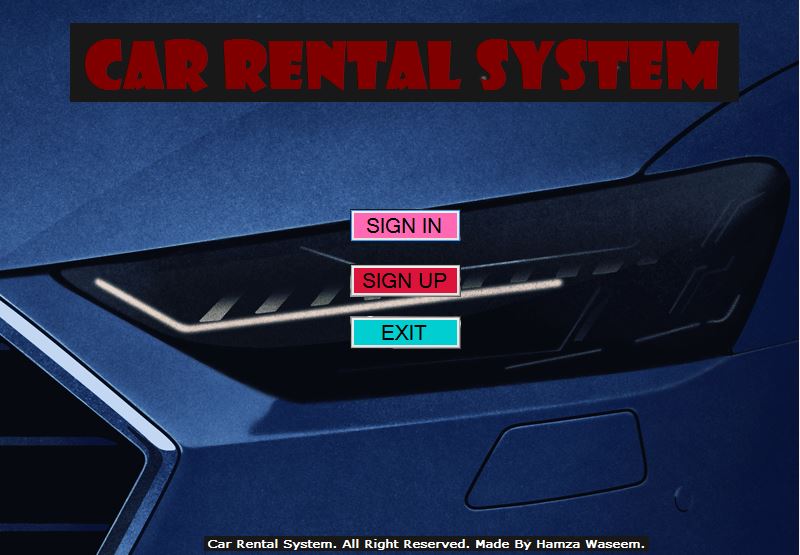 CAR RENTAL SYSTEM
SIGN IN
SIGN UP
EXIT
Car Rental System. All Right Reserved. Made By Hamza Waseem.